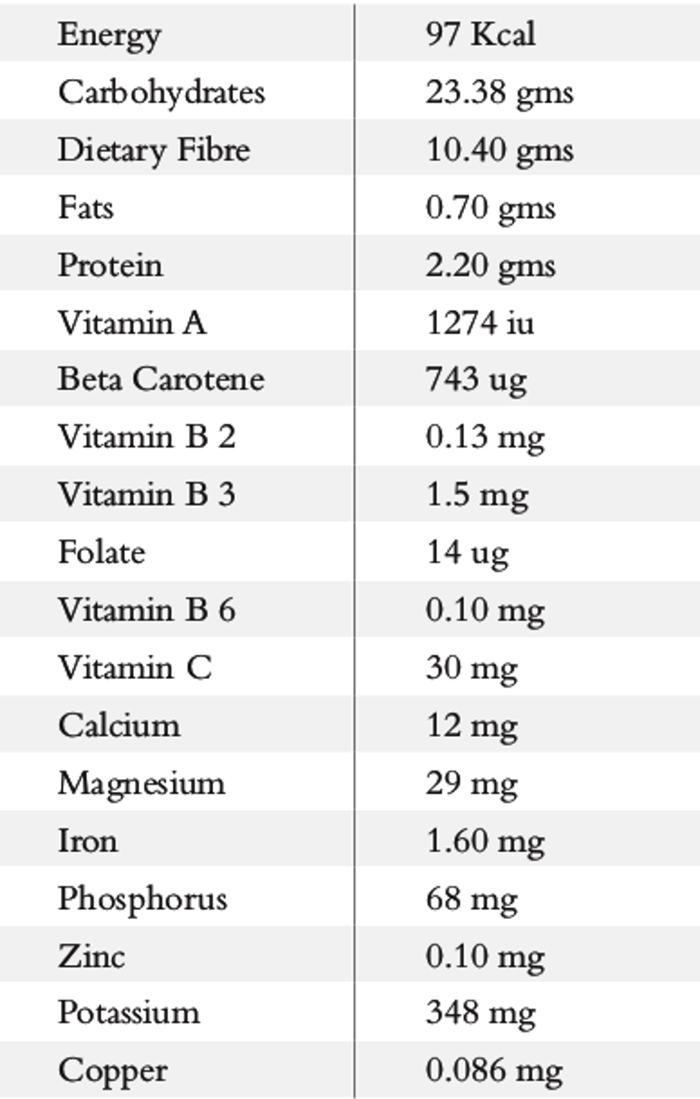 Energy 97 Kcal
Carbohydrates 23.38 gms
Dietary Fibre 10.40 gms
Fats 0.70 gms
Protein 2.20 gms
Vitamin A 1274 iu
Beta Carotene 743 ug
Vitamin B 2 0.13 mg
Vitamin B 3 1.5 mg
Folate 14 ug
Vitamin B 6 0.10 mg
Vitamin C 30 mg
Calcium 12 mg
Magnesium 29 mg
Iron 1.60 mg
Phosphorus 68 mg
Zinc 0.10 mg
Potassium 348 mg
Copper 0.086 mg